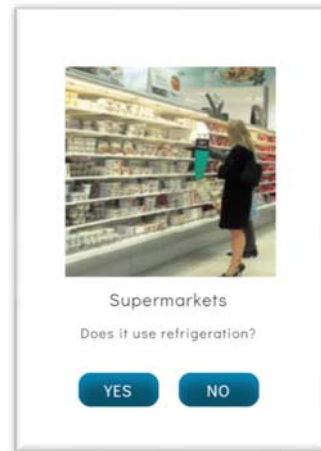 Supermarkets
Does it use refrigeration?
YES
NO